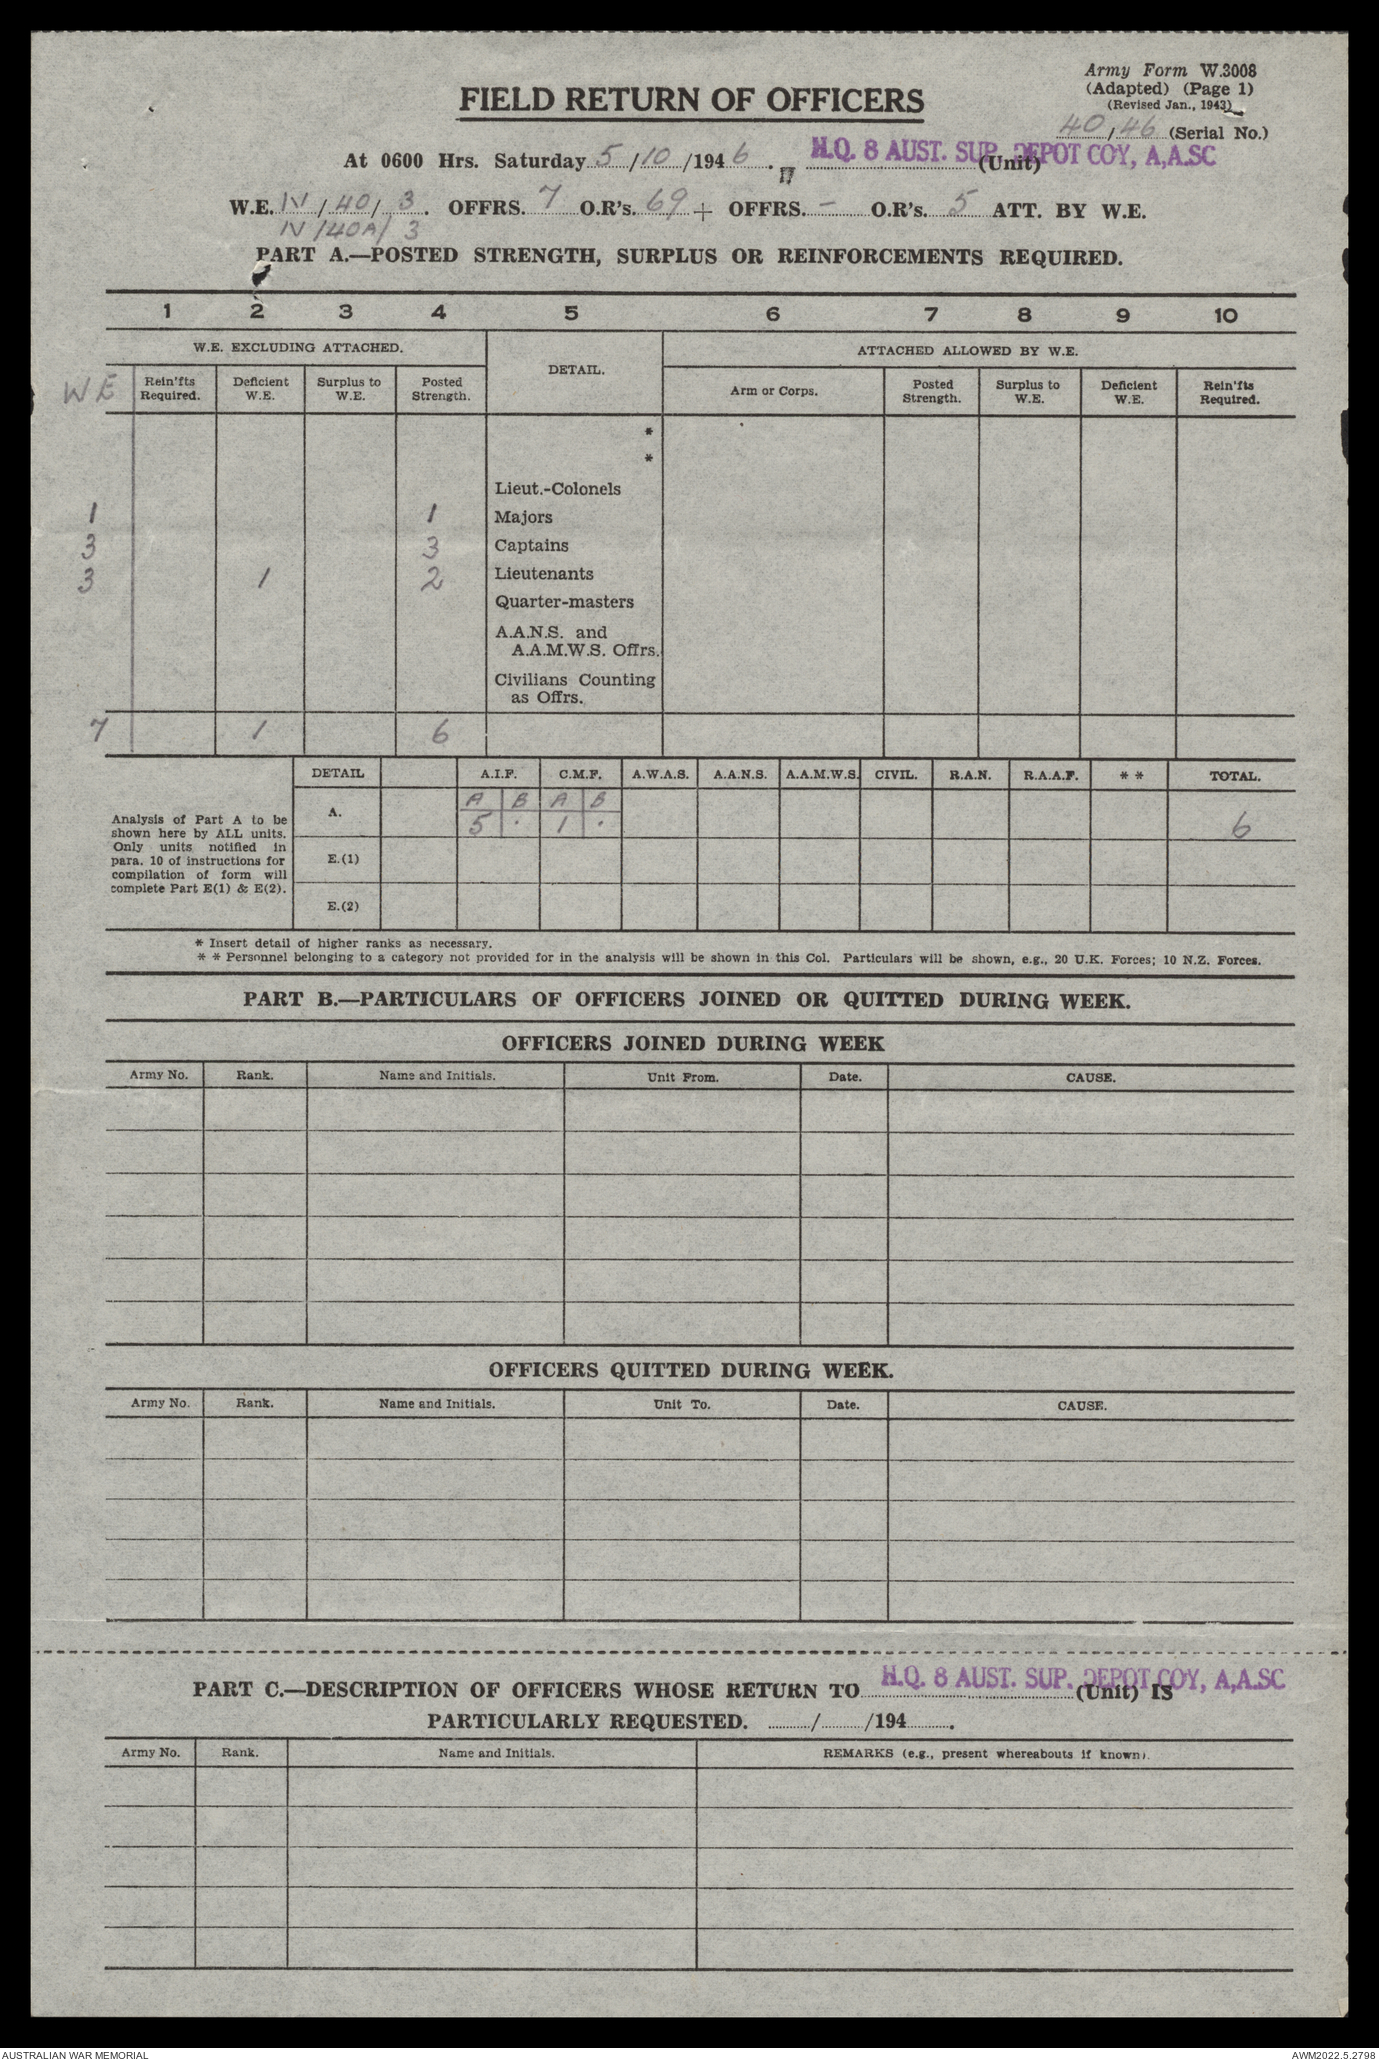 Army Form W.3008
(Adapted) (Page 1)
(Revised Jan., 1943)
FIELD RETURN OF OFFICERS
40/46 (Serial No.)
At 0600 Hrs. Saturday 5/10/1946. H.Q. 8 AUST. SUP. DEPOT COY, A,A.SC (Unit)
W.E. IV/40/3. OFFRS. 7 O.R's. 69 + OFFRS. - O.R's. 5 ATT. BY W.E.
IV/40A/3
PART A.—POSTED STRENGTH, SURPLUS OR REINFORCEMENTS REQUIRED.
1 2 3 4 5 6 7 8 9 10
W.E. EXCLUDING ATTACHED. DETAIL. ATTACHED ALLOWED BY W.E.
WE Rein'fts Required. Deficient W.E. Surplus to W.E. Posted Strength. Arm or Corps. Posted Strength. Surplus to W.E. Deficient W.E. Rein'fts Required.
*
*
Lieut.-Colonels
1 1 Majors
3 3 Captains
3 1 2 Lieutenants
Quarter-masters
A.A.N.S. and
A.A.M.W.S. Offrs.
Civilians Counting
as Offrs.
7 1 6
DETAIL A.I.F. C.M.F. A.W.A.S. A.A.N.S. A.A.M.W.S. CIVIL. R.A.N. R.A.A.F. * * TOTAL.
A B A B
A. 5 . 1 . 6
Analysis of Part A to be
shown here by ALL units.
Only units notified in
para. 10 of instructions for
compilation of form will
complete Part E(1) & E(2).
E.(1)
E.(2)
* Insert detail of higher ranks as necessary.
* * Personnel belonging to a category not provided for in the analysis will be shown in this Col. Particulars will be shown, e.g., 20 U.K. Forces; 10 N.Z. Forces.
PART B.—PARTICULARS OF OFFICERS JOINED OR QUITTED DURING WEEK.
OFFICERS JOINED DURING WEEK
Army No. Rank. Name and Initials. Unit From. Date. CAUSE.
OFFICERS QUITTED DURING WEEK.
Army No. Rank. Name and Initials. Unit To. Date. CAUSE.
PART C.—DESCRIPTION OF OFFICERS WHOSE RETURN TO H.Q. 8 AUST. SUP. DEPOT COY, A,A.SC (Unit) IS
PARTICULARLY REQUESTED. ....../....../194......
Army No. Rank. Name and Initials. REMARKS (e.g., present whereabouts if known).
AUSTRALIAN WAR MEMORIAL AWM2022.5.2798